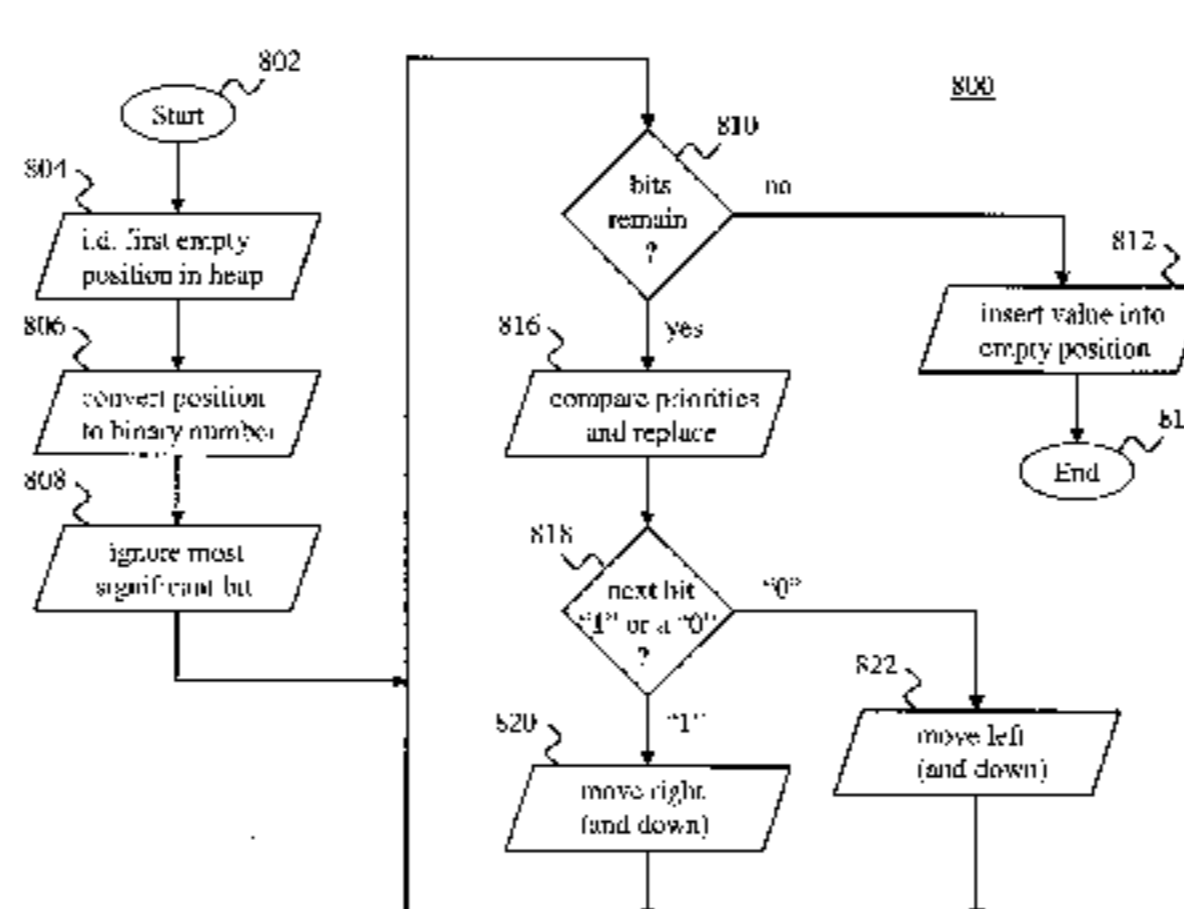 802
Start
800
804
i.d. first empty
position in heap
806
convert position
to binary number
808
ignore most
significant bit
810
bits
remain
?
no
yes
812
insert value into
empty position
81
End
816
compare priorities
and replace
818
next bit
“1” or a “0”
?
“0”
“1”
820
move right
(and down)
822
move left
(and down)